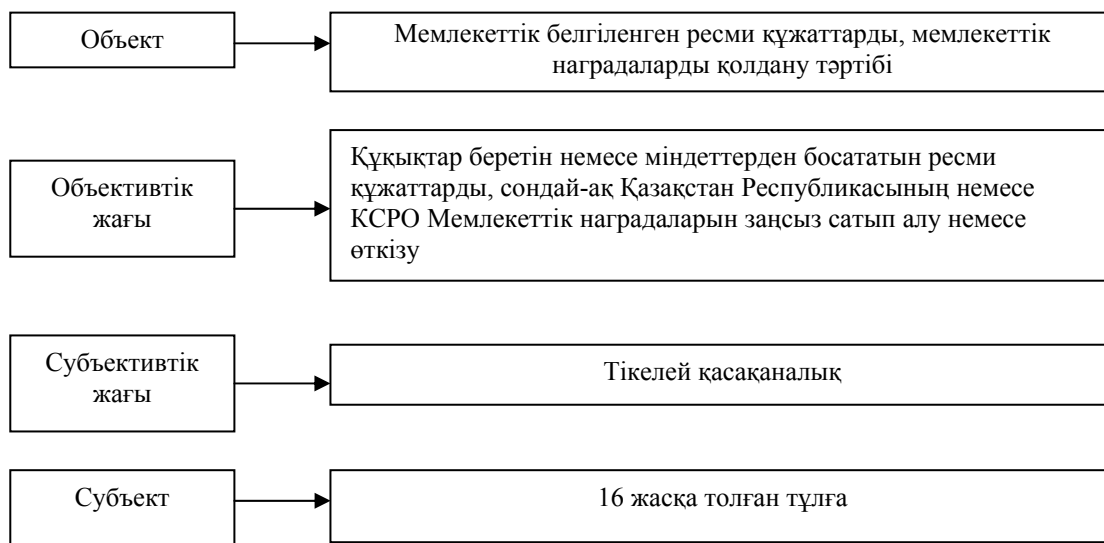 Объект
Мемлекеттік белгіленген ресми құжаттарды, мемлекеттік
наградаларды қолдану тәртібі
Объективтік
жағы
Құқықтар беретін немесе міндеттерден босататын ресми
құжаттарды, сондай-ақ Қазақстан Республикасының немесе
КСРО Мемлекеттік наградаларын заңсыз сатып алу немесе
өткізу
Субъективтік
жағы
Тікелей қасақаналық
Субъект
16 жасқа толған тұлға